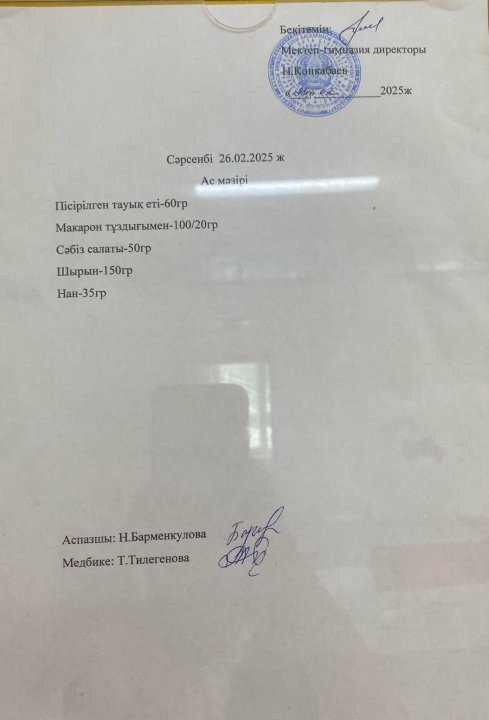 Бекітемін:
Мектеп-гимназия директоры
Н.Конкабаев
2025ж
Сәрсенбі 26.02.2025 ж
Ас мәзірі
Пісірілген тауық еті-60гр
Макарон тұздығымен-100/20гр
Сәбіз салаты-50гр
Шырын-150гр
Нан-35гр
Аспазшы: Н.Барменкулова
Медбике: Т.Тилегенова